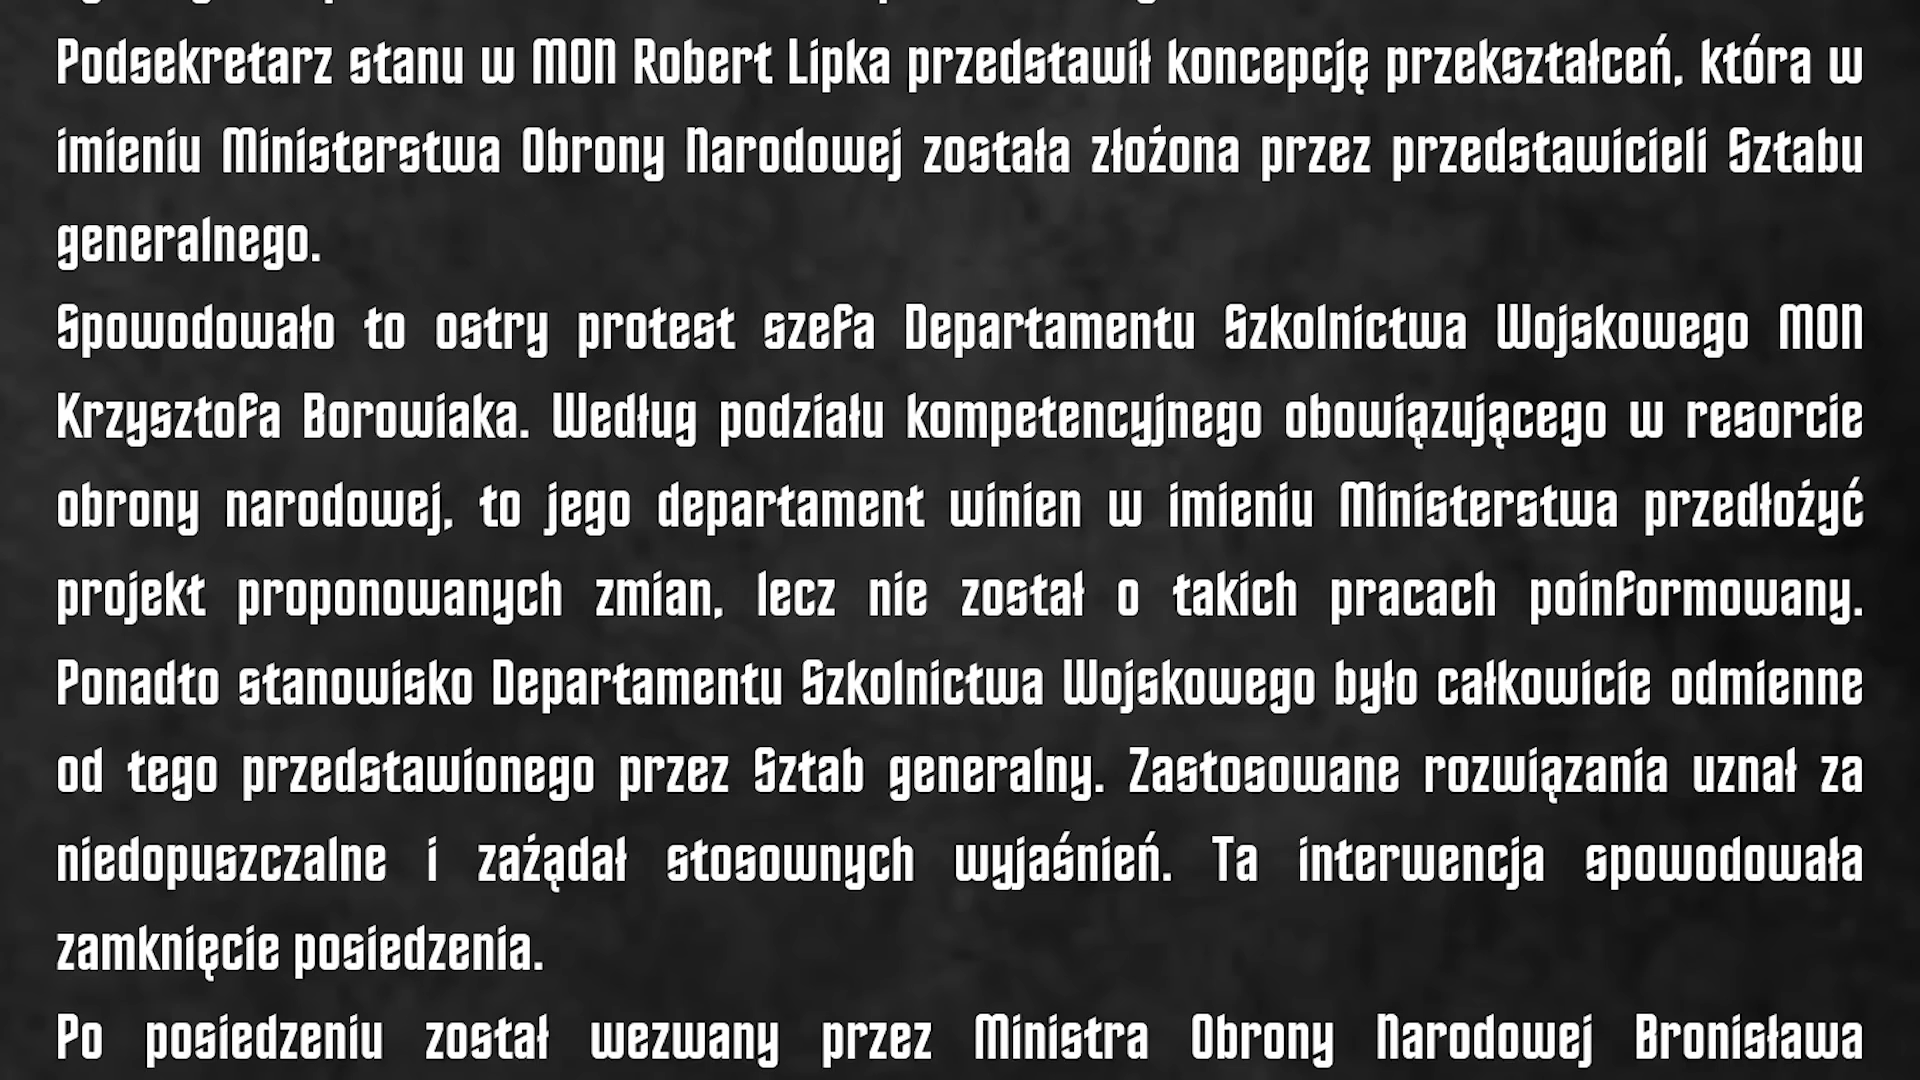 Podsekretarz stanu w MON Robert Lipka przedstawił koncepcję przekształceń, która w
imieniu Ministerstwa Obrony Narodowej została złożona przez przedstawicieli Sztabu
generalnego.
Spowodowało to ostry protest szefa Departamentu Szkolnictwa Wojskowego MON
Krzysztofa Borowiaka. Według podziału kompetencyjnego obowiązującego w resorcie
obrony narodowej, to jego departament winien w imieniu Ministerstwa przedłożyć
projekt proponowanych zmian, lecz nie został o takich pracach poinformowany.
Ponadto stanowisko Departamentu Szkolnictwa Wojskowego było całkowicie odmienne
od tego przedstawionego przez Sztab generalny. Zastosowane rozwiązania uznał za
niedopuszczalne i zażądał stosownych wyjaśnień. Ta interwencja spowodowała
zamknięcie posiedzenia.
Po posiedzeniu został wezwany przez Ministra Obrony Narodowej Bronisława